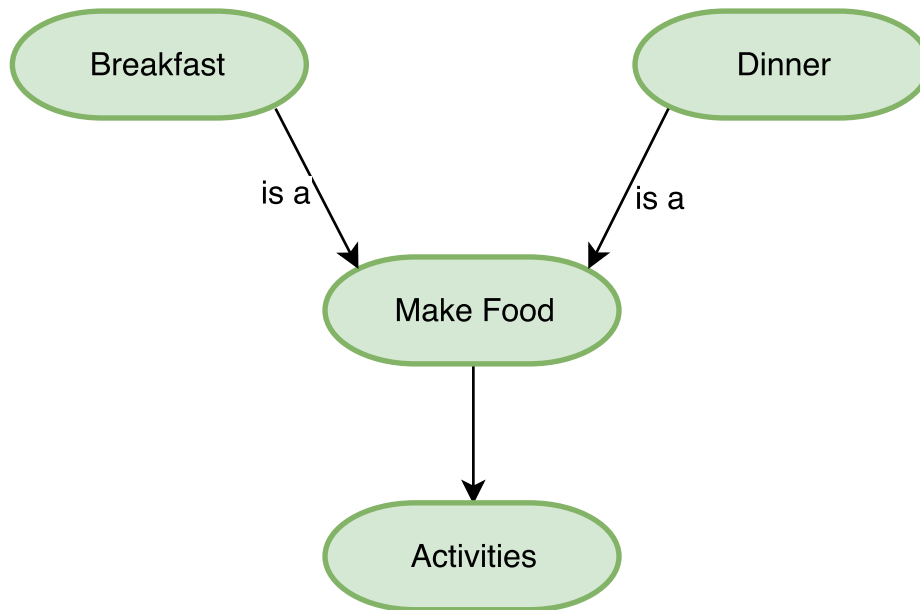 Breakfast
Dinner
is a
is a
Make Food
Activities